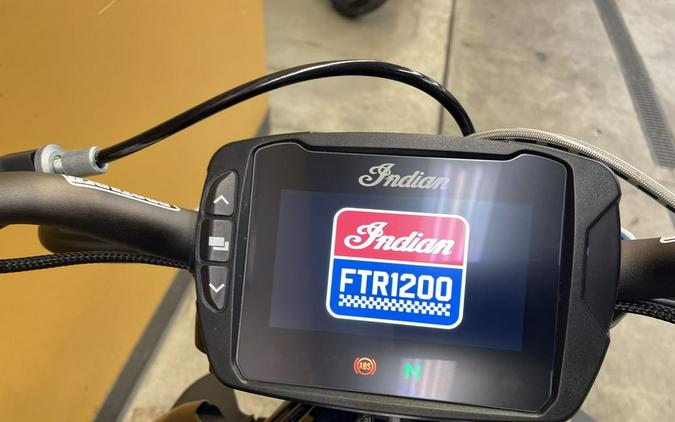 Indian
Indian
FTR1200
ABS
N